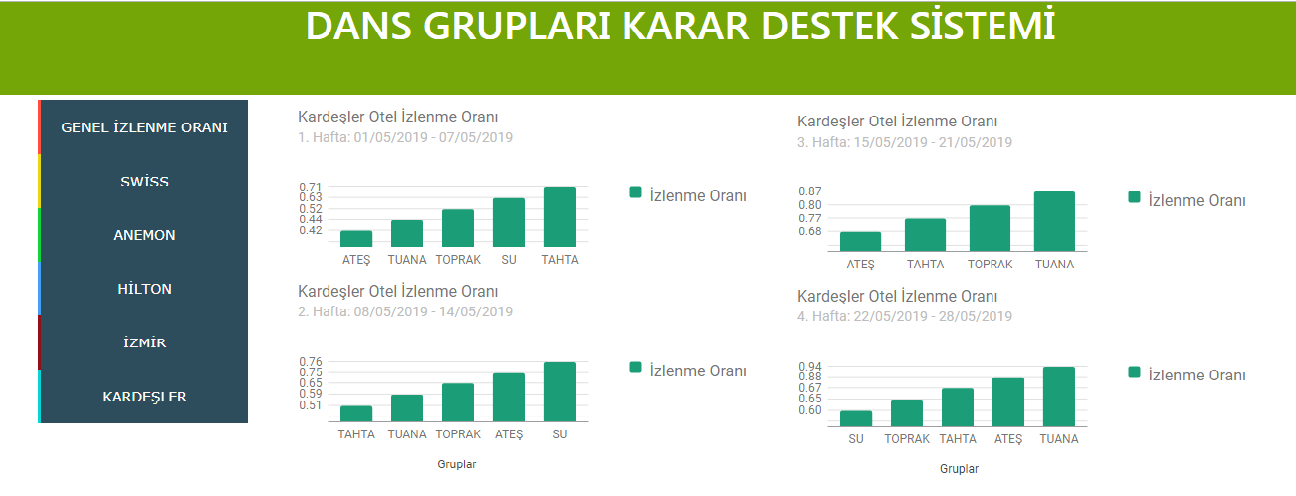 DANS GRUPLARI KARAR DESTEK SİSTEMİ
GENEL İZLENME ORANI
SWİSS
ANEMON
HİLTON
İZMİR
KARDEŞLER
Kardeşler Otel İzlenme Oranı
1. Hafta: 01/05/2019 - 07/05/2019
0.71
0.63
0.52
0.44
0.42
ATEŞ TUANA TOPRAK SU TAHTA
İzlenme Oranı
Kardeşler Otel İzlenme Oranı
2. Hafta: 08/05/2019 - 14/05/2019
0.76
0.75
0.65
0.59
0.51
TAHTA TUANA TOPRAK ATEŞ SU
Gruplar
İzlenme Oranı
Kardeşler Otel İzlenme Oranı
3. Hafta: 15/05/2019 - 21/05/2019
0.87
0.80
0.77
0.68
ATEŞ TAHTA TOPRAK TUANA
İzlenme Oranı
Kardeşler Otel İzlenme Oranı
4. Hafta: 22/05/2019 - 28/05/2019
0.94
0.88
0.67
0.65
0.60
SU TOPRAK TAHTA ATEŞ TUANA
Gruplar
İzlenme Oranı